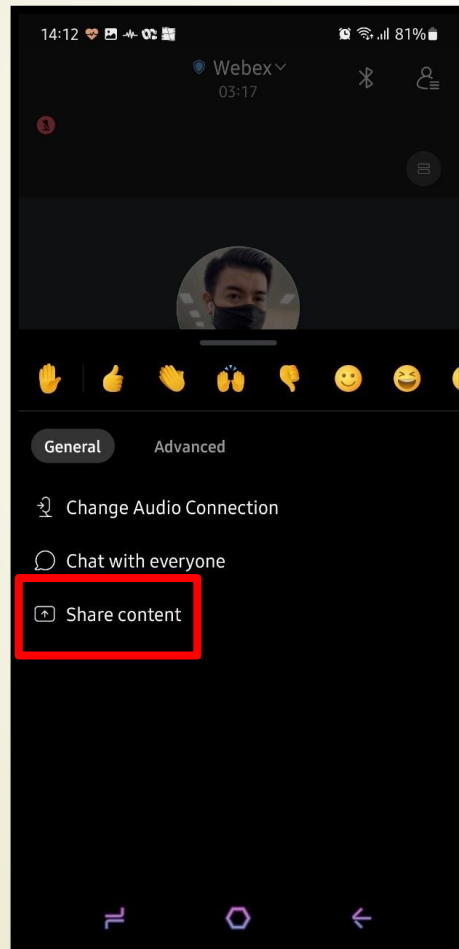 14:12 81%
Webex
03:17
General Advanced
Change Audio Connection
Chat with everyone
Share content